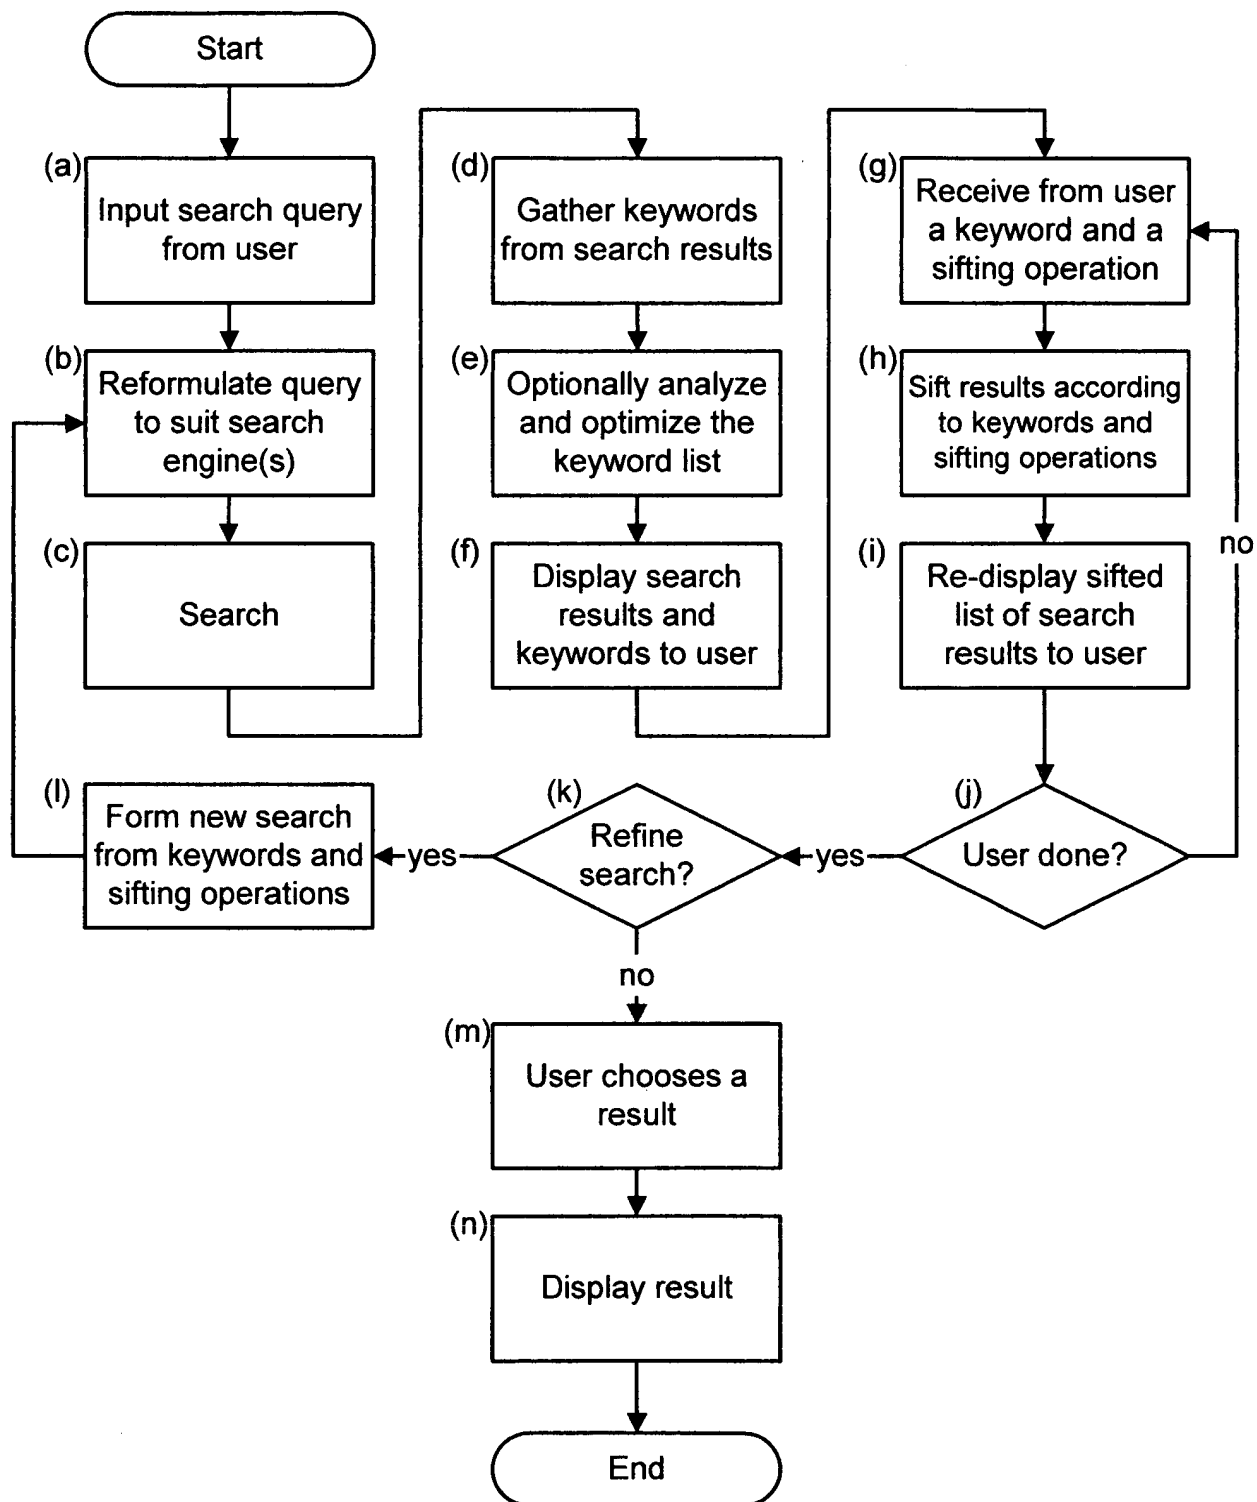 Start
(a)
Input search query
from user
(b)
Reformulate query
to suit search
engine(s)
(c)
Search
(d)
Gather keywords
from search results
(e)
Optionally analyze
and optimize the
keyword list
(f)
Display search
results and
keywords to user
(g)
Receive from user
a keyword and a
sifting operation
(h)
Sift results according
to keywords and
sifting operations
(i)
Re-display sifted
list of search
results to user
(j)
User done?
no
yes
(k)
Refine
search?
yes
(l)
Form new search
from keywords and
sifting operations
no
(m)
User chooses a
result
(n)
Display result
End